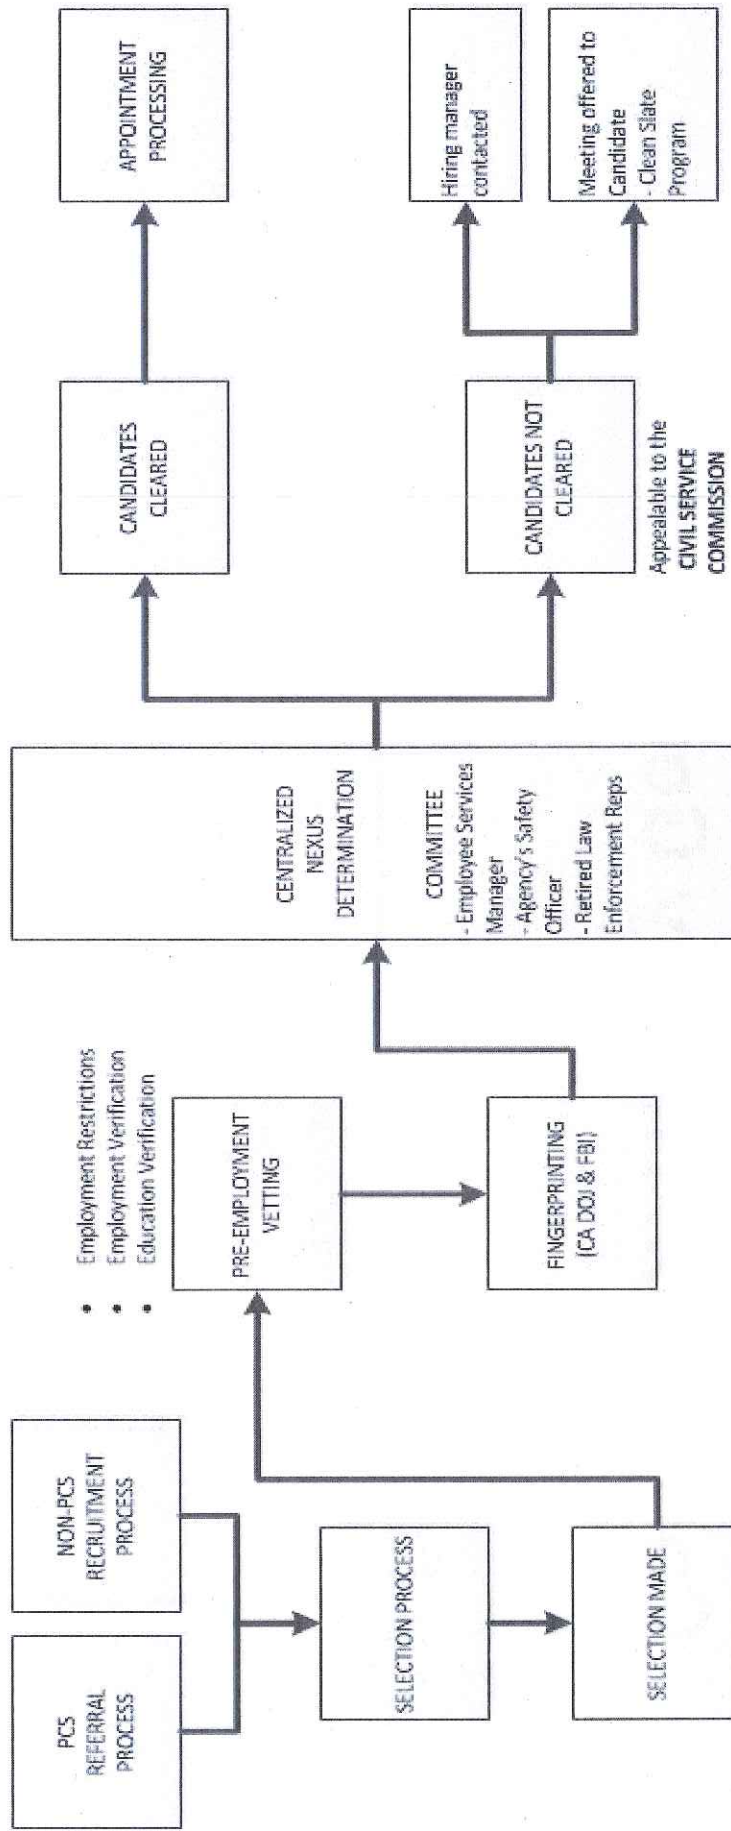 PCS
REFERRAL
PROCESS
NON-PCS
RECRUITMENT
PROCESS
SELECTION PROCESS
SELECTION MADE
• Employment Restrictions
• Employment Verification
• Education Verification
PRE-EMPLOYMENT
VETTING
FINGERPRINTING
(CA DOJ & FBI)
CENTRALIZED
NEXUS
DETERMINATION
COMMITTEE
- Employee Services
Manager
- Agency's Safety
Officer
- Retired Law
Enforcement Reps
CANDIDATES
CLEARED
APPOINTMENT
PROCESSING
CANDIDATES NOT
CLEARED
Appealable to the
CIVIL SERVICE
COMMISSION
Hiring manager
contacted
Meeting offered to
Candidate
- Clean Slate
Program